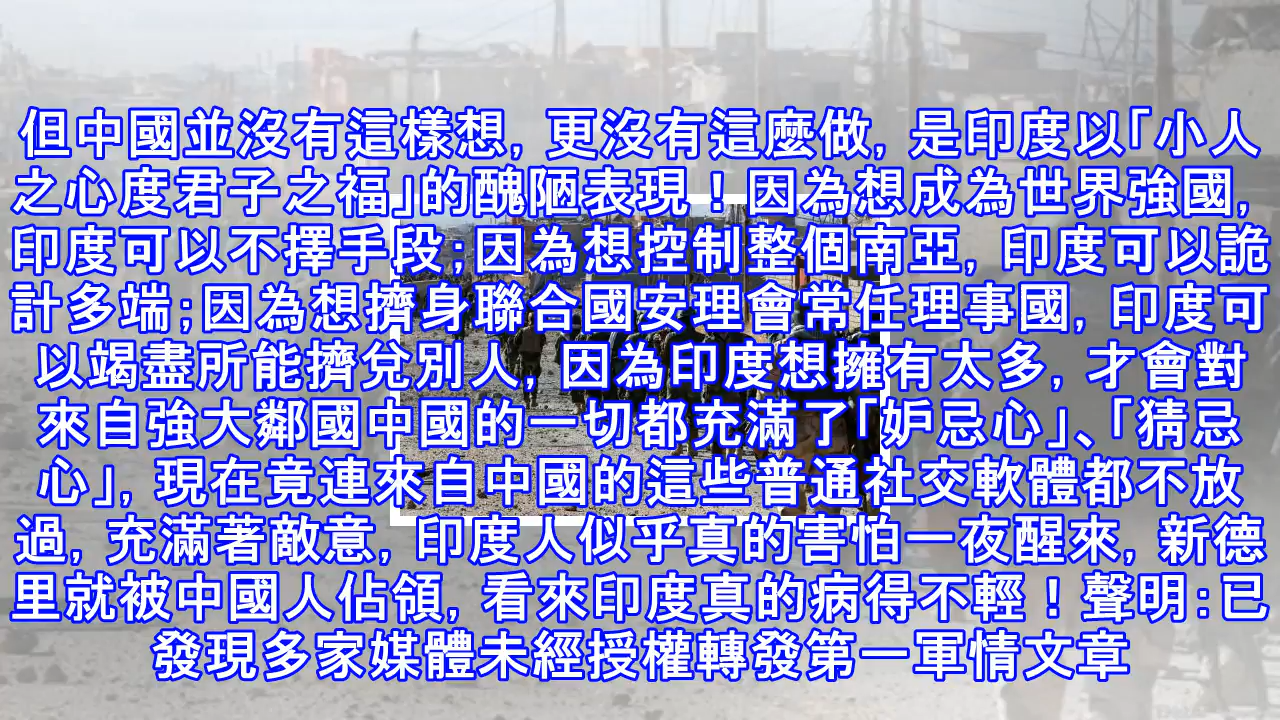 但中國並沒有這樣想, 更沒有這麼做, 是印度以「小人
之心度君子之福」的醜陋表現！因為想成為世界強國,
印度可以不擇手段;因為想控制整個南亞, 印度可以詭
計多端;因為想擠身聯合國安理會常任理事國, 印度可
以竭盡所能擠兌別人, 因為印度想擁有太多, 才會對
來自強大鄰國中國的一切都充滿了「妒忌心」、「猜忌
心」, 現在竟連來自中國的這些普通社交軟體都不放
過, 充滿著敵意, 印度人似乎真的害怕一夜醒來, 新德
里就被中國人佔領, 看來印度真的病得不輕！聲明:已
發現多家媒體未經授權轉發第一軍情文章